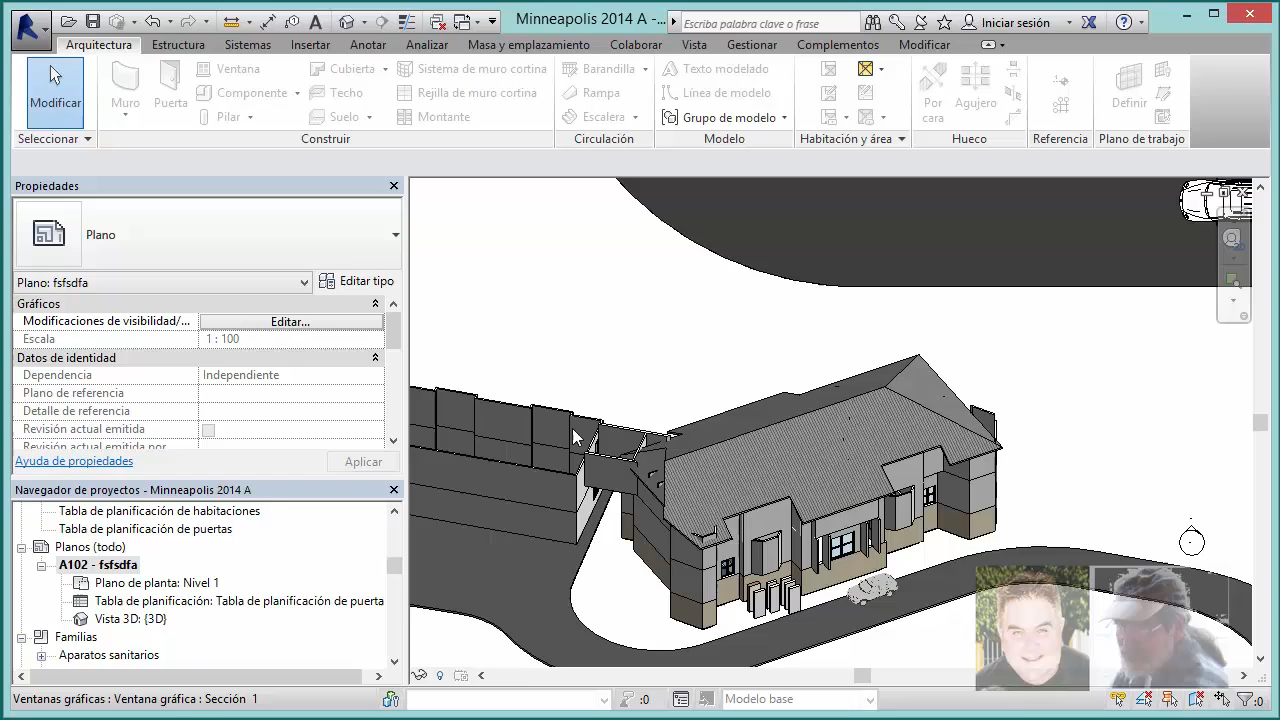 Minneapolis 2014 A -...
Escriba palabra clave o frase
Iniciar sesión
Arquitectura Estructura Sistemas Insertar Anotar Analizar Masa y emplazamiento Colaborar Vista Gestionar Complementos Modificar
Modificar
Muro
Puerta
Ventana
Componente
Pilar
Cubierta
Techo
Suelo
Sistema de muro cortina
Rejilla de muro cortina
Montante
Barandilla
Rampa
Escalera
Texto modelado
Línea de modelo
Grupo de modelo
Por cara
Agujero
Definir
Seleccionar Construir Circulación Modelo Habitación y área Hueco Referencia Plano de trabajo
Propiedades
Plano
Plano: fsfsdfa
Editar tipo
Gráficos
Modificaciones de visibilidad/... Editar...
Escala 1 : 100
Datos de identidad
Dependencia Independiente
Plano de referencia
Detalle de referencia
Revisión actual emitida
Revisión actual emitida por
Ayuda de propiedades Aplicar
Navegador de proyectos - Minneapolis 2014 A
Tabla de planificación de habitaciones
Tabla de planificación de puertas
Planos (todo)
A102 - fsfsdfa
Plano de planta: Nivel 1
Tabla de planificación: Tabla de planificación de puerta
Vista 3D: {3D}
Familias
Aparatos sanitarios
Ventanas gráficas : Ventana gráfica : Sección 1
:0
Modelo base
:0